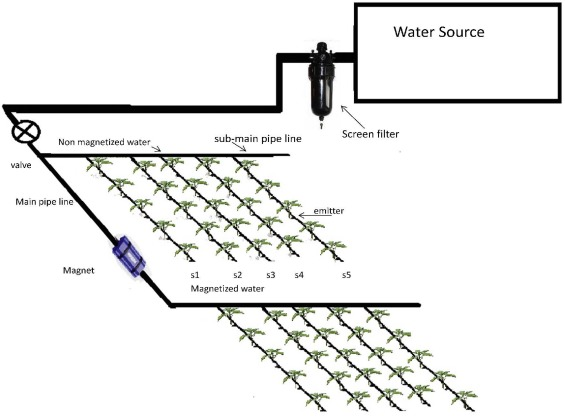 Water Source
Screen filter
Non magnetized water
sub-main pipe line
valve
Main pipe line
emitter
Magnet
s1 s2 s3 s4 s5
Magnetized water